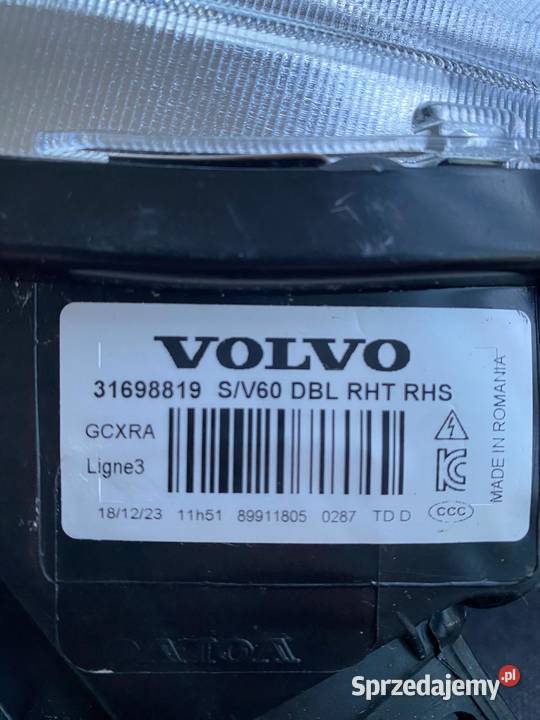 VOLVO
31698819 S/V60 DBL RHT RHS
GCXRA
Ligne3
18/12/23 11h51 89911805 0287 TD D
CCC
MADE IN ROMANIA
VOLVO
Sprzedajemy.pl